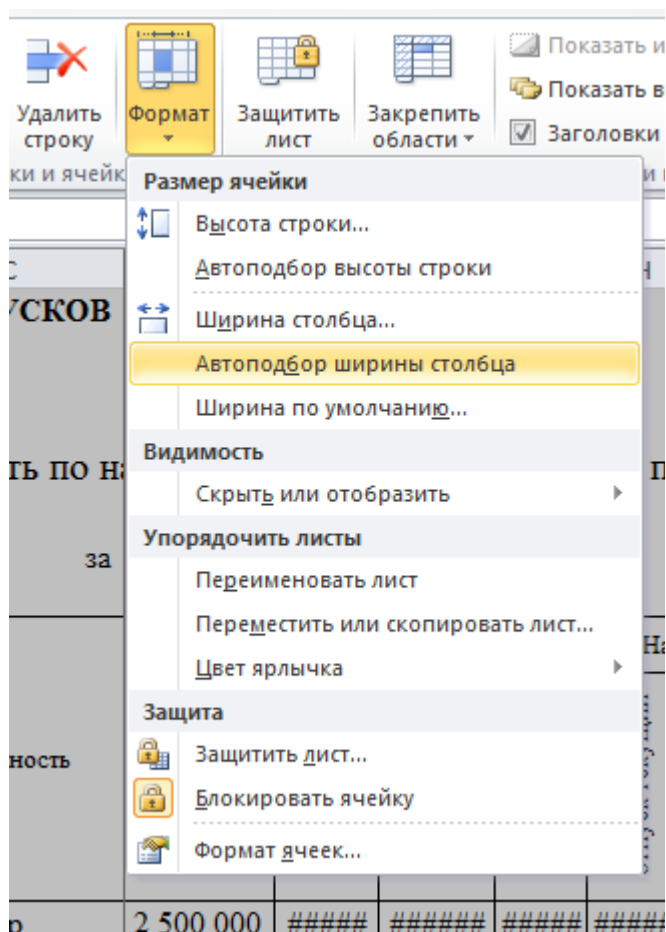 Удалить строку
Формат
Защитить лист
Закрепить области
Показать и
Показать в
Заголовки
ки и ячейк
и
С
Н
УСКОВ
ть по на
п
за
На
ность
Размер ячейки
Высота строки...
Автоподбор высоты строки
Ширина столбца...
Автоподбор ширины столбца
Ширина по умолчанию...
Видимость
Скрыть или отобразить
Упорядочить листы
Переименовать лист
Переместить или скопировать лист...
Цвет ярлычка
Защита
Защитить лист...
Блокировать ячейку
Формат ячеек...
р 2 500 000 ##### ###### ##### #####